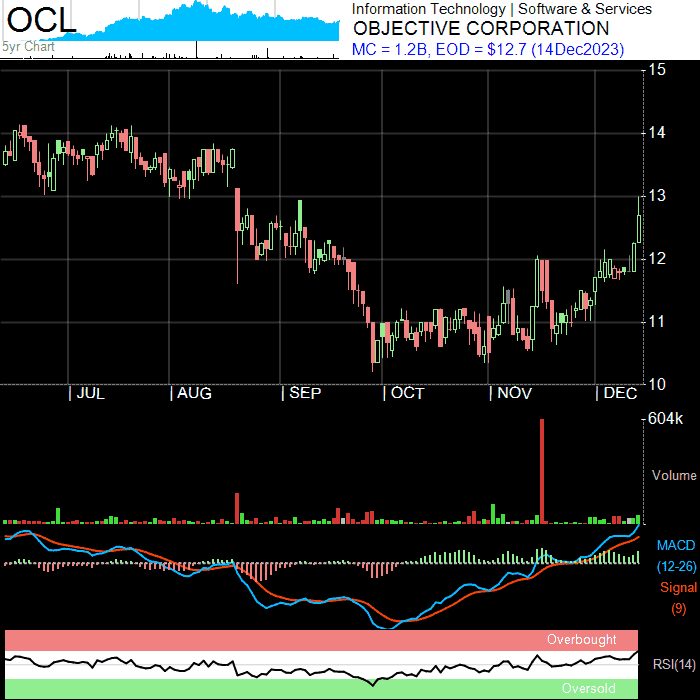 OCL
5yr Chart
Information Technology | Software & Services
OBJECTIVE CORPORATION
MC = 1.2B, EOD = $12.7 (14Dec2023)
15
14
13
12
11
10
| JUL | AUG | SEP | OCT | NOV | DEC
604k
Volume
MACD
(12-26)
Signal
(9)
Overbought
RSI(14)
Oversold